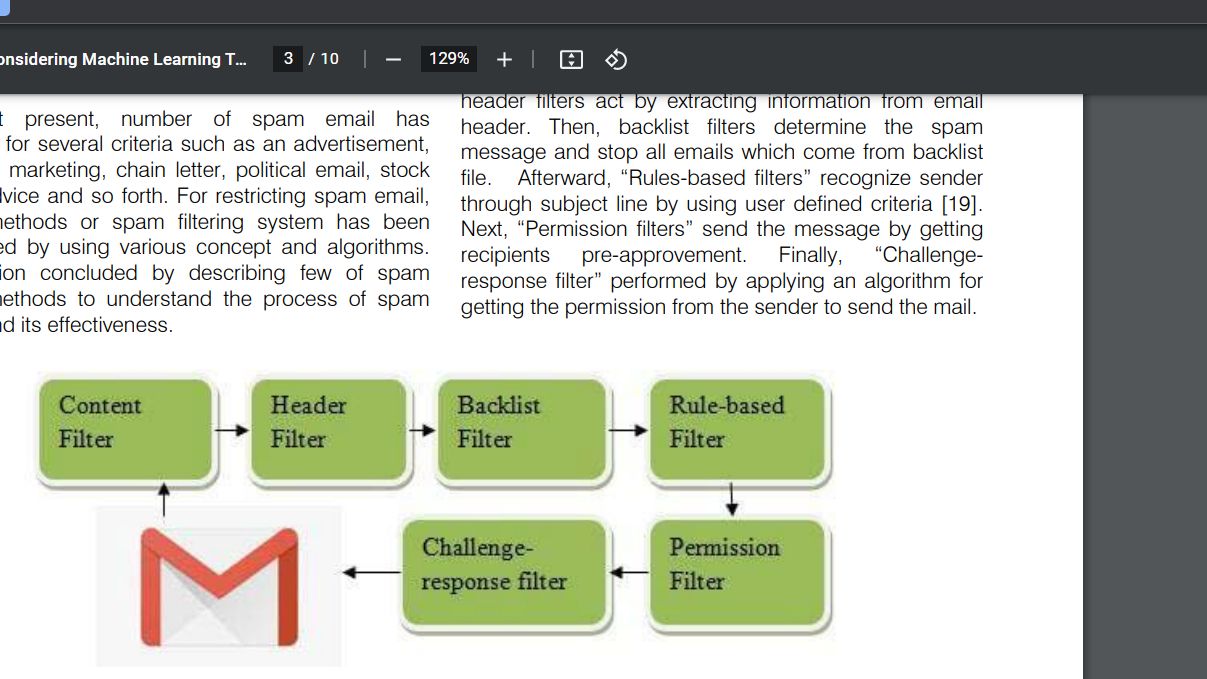 onsidering Machine Learning T... 3 / 10 129%
present, number of spam email has
for several criteria such as an advertisement,
marketing, chain letter, political email, stock
and so forth. For restricting spam email,
or spam filtering system has been
by using various concept and algorithms.
concluded by describing few of spam
to understand the process of spam
its effectiveness.
header filters act by extracting information from email
header. Then, backlist filters determine the spam
message and stop all emails which come from backlist
file. Afterward, “Rules-based filters” recognize sender
through subject line by using user defined criteria [19].
Next, “Permission filters” send the message by getting
recipients pre-approvement. Finally, “Challenge-
response filter” performed by applying an algorithm for
getting the permission from the sender to send the mail.
Content
Filter
Header
Filter
Backlist
Filter
Rule-based
Filter
Challenge-
response filter
Permission
Filter